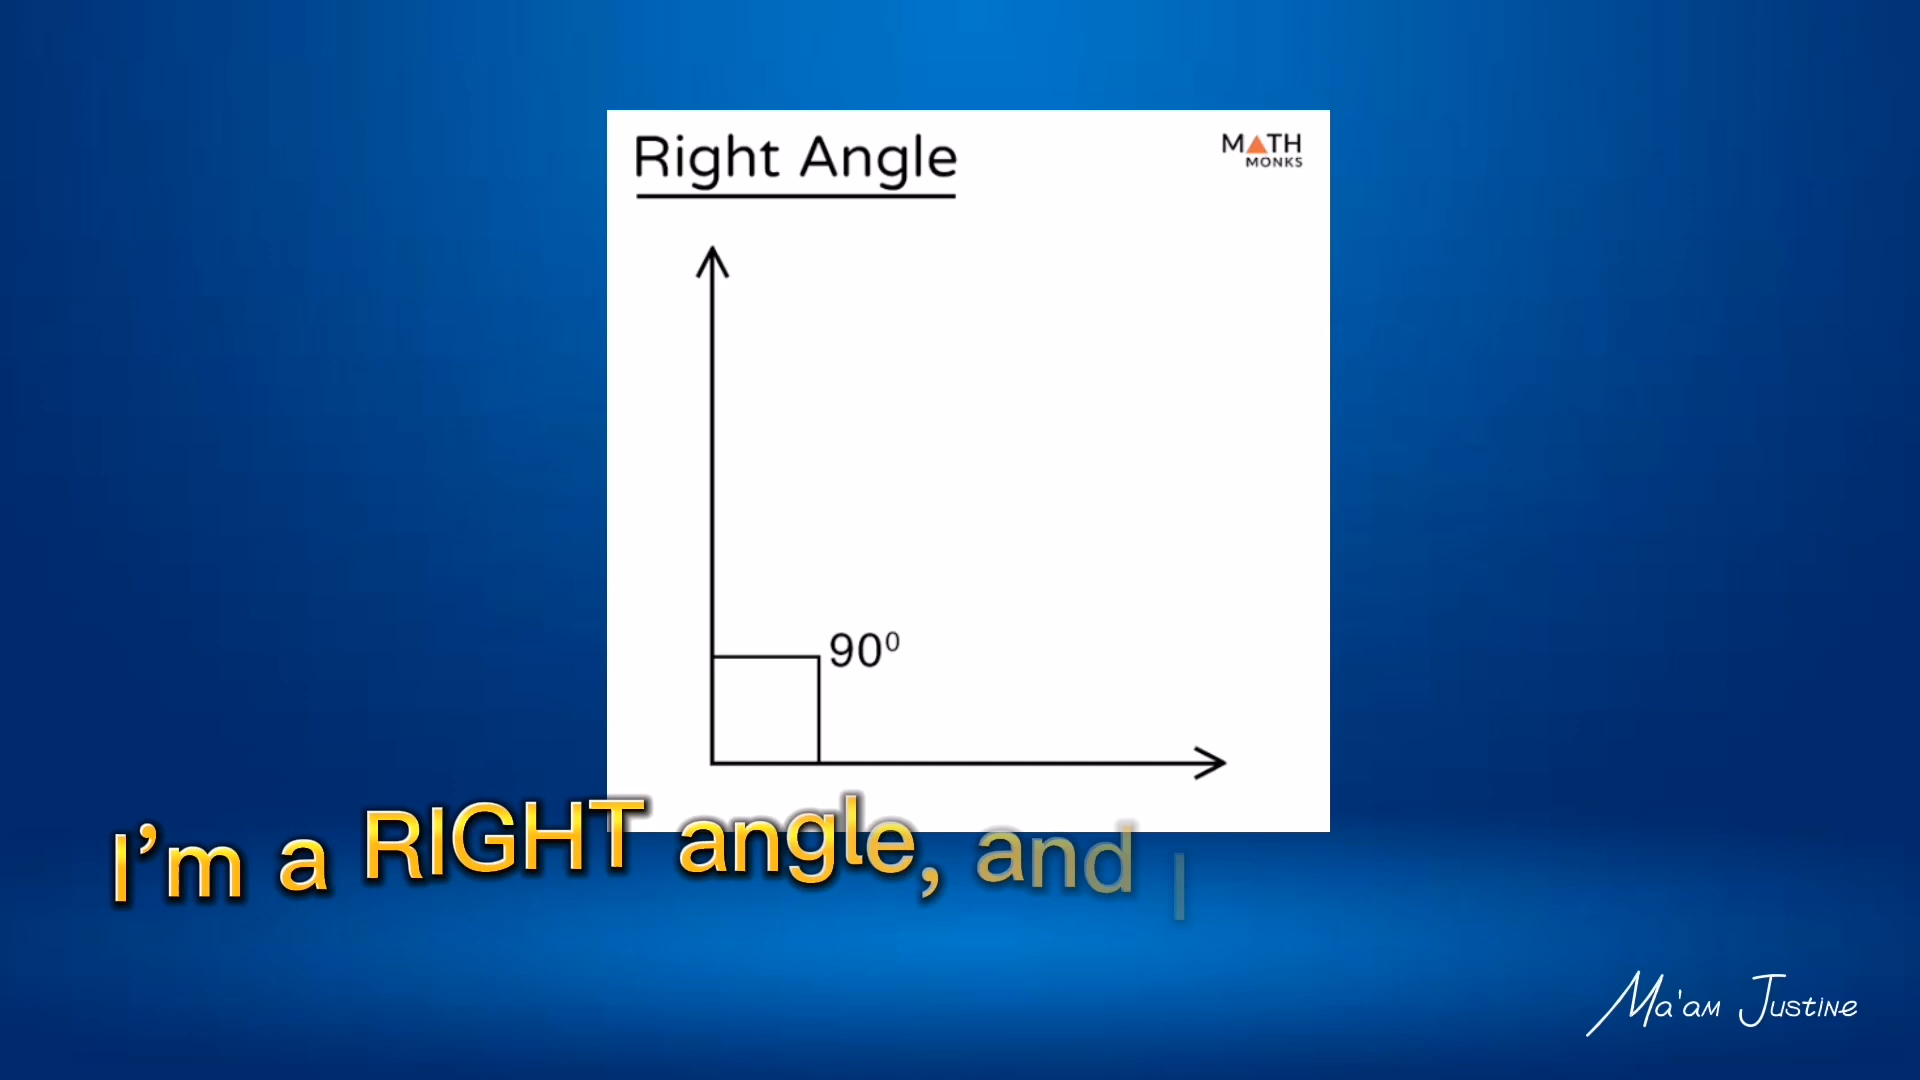 Right Angle
MATH
MONKS
90⁰
I’m a RIGHT angle, and I
Ma'am Justine